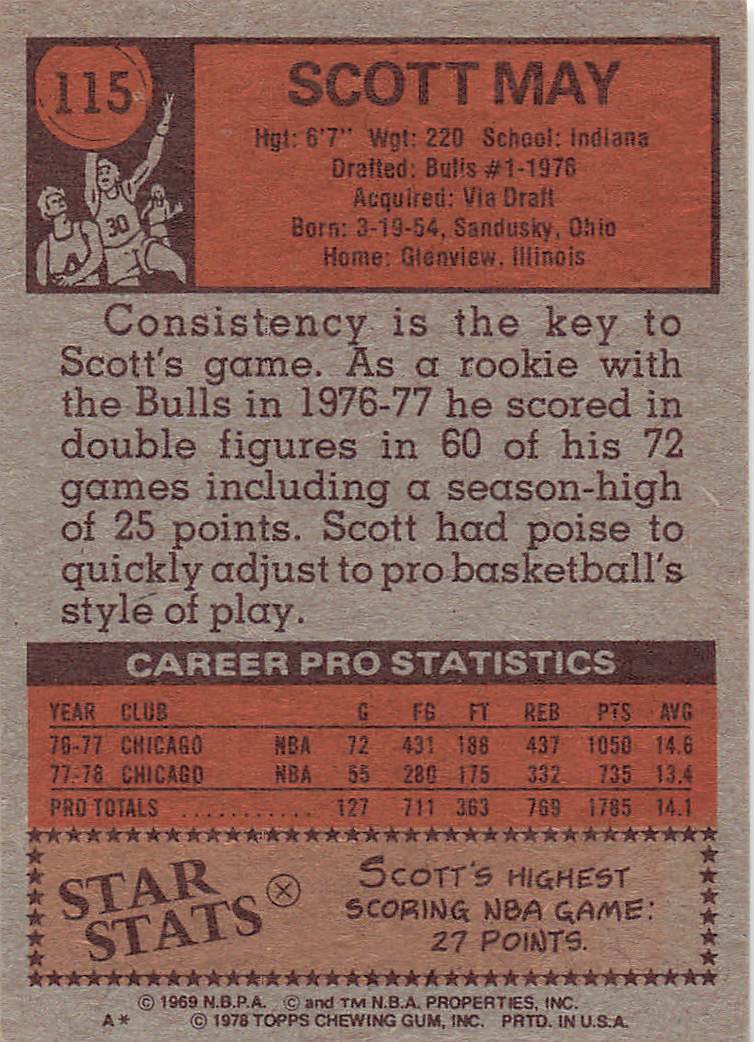 115
SCOTT MAY
Hgt: 6'7" Wgt: 220 School: Indiana
Drafted: Bulls #1-1976
Acquired: Via Draft
Born: 3-19-54, Sandusky, Ohio
Home: Glenview, Illinois
30
Consistency is the key to
Scott's game. As a rookie with
the Bulls in 1976-77 he scored in
double figures in 60 of his 72
games including a season-high
of 25 points. Scott had poise to
quickly adjust to pro basketball's
style of play.
CAREER PRO STATISTICS
YEAR CLUB G FG FT REB PTS AVG
76-77 CHICAGO NBA 72 431 188 437 1050 14.6
77-78 CHICAGO NBA 55 280 175 332 735 13.4
PRO TOTALS ........... 127 711 363 769 1785 14.1
STAR
STATS
SCOTT'S HIGHEST
SCORING NBA GAME:
27 POINTS.
© 1969 N.B.P.A. © and TM N.B.A. PROPERTIES, INC.
A* © 1978 TOPPS CHEWING GUM, INC. PRTD. IN U.S.A.